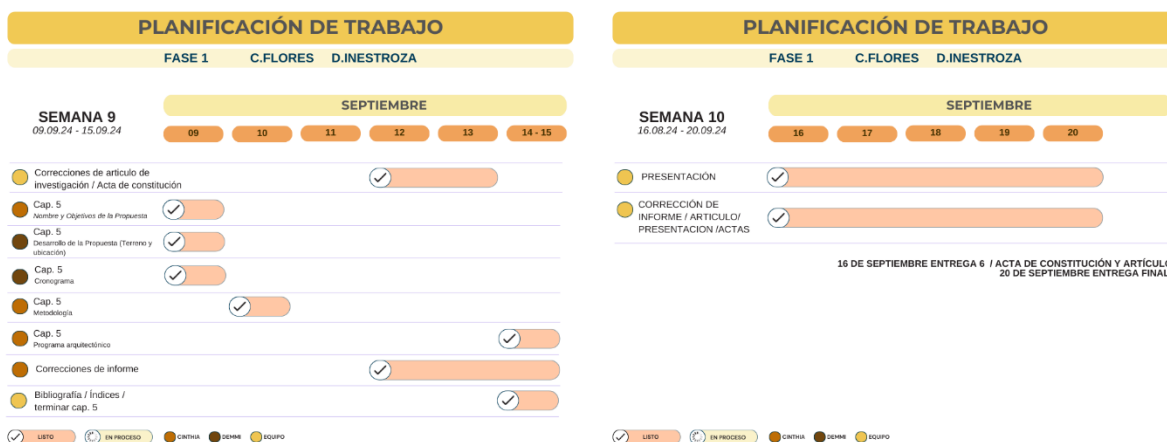 PLANIFICACIÓN DE TRABAJO
FASE 1 C.FLORES D.INESTROZA
SEMANA 9
09.09.24 - 15.09.24
SEPTIEMBRE
09 10 11 12 13 14 - 15
Correcciones de articulo de
investigación / Acta de constitución
Cap. 5
Nombre y Objetivos de la Propuesta
Cap. 5
Desarrollo de la Propuesta (Terreno y
ubicación)
Cap. 5
Cronograma
Cap. 5
Metodología
Cap. 5
Programa arquitectónico
Correcciones de informe
Bibliografía / Índices /
terminar cap. 5
LISTO EN PROCESO CINTHIA DEMMI EQUIPO
PLANIFICACIÓN DE TRABAJO
FASE 1 C.FLORES D.INESTROZA
SEMANA 10
16.08.24 - 20.09.24
SEPTIEMBRE
16 17 18 19 20
PRESENTACIÓN
CORRECCIÓN DE
INFORME / ARTICULO/
PRESENTACION /ACTAS
16 DE SEPTIEMBRE ENTREGA 6 / ACTA DE CONSTITUCIÓN Y ARTÍCULO
20 DE SEPTIEMBRE ENTREGA FINAL
LISTO EN PROCESO CINTHIA DEMMI EQUIPO